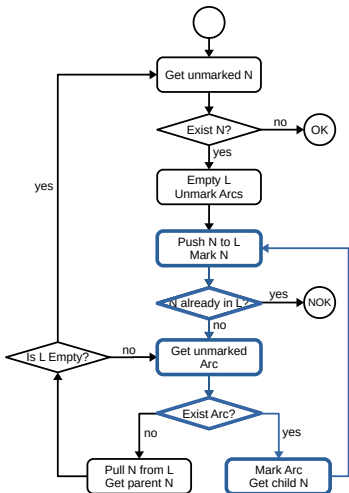 Get unmarked N
Exist N?
no
OK
yes
Empty L
Unmark Arcs
yes
Push N to L
Mark N
N already in L?
yes
NOK
no
Is L Empty?
no
Get unmarked
Arc
Exist Arc?
no
yes
Pull N from L
Get parent N
Mark Arc
Get child N